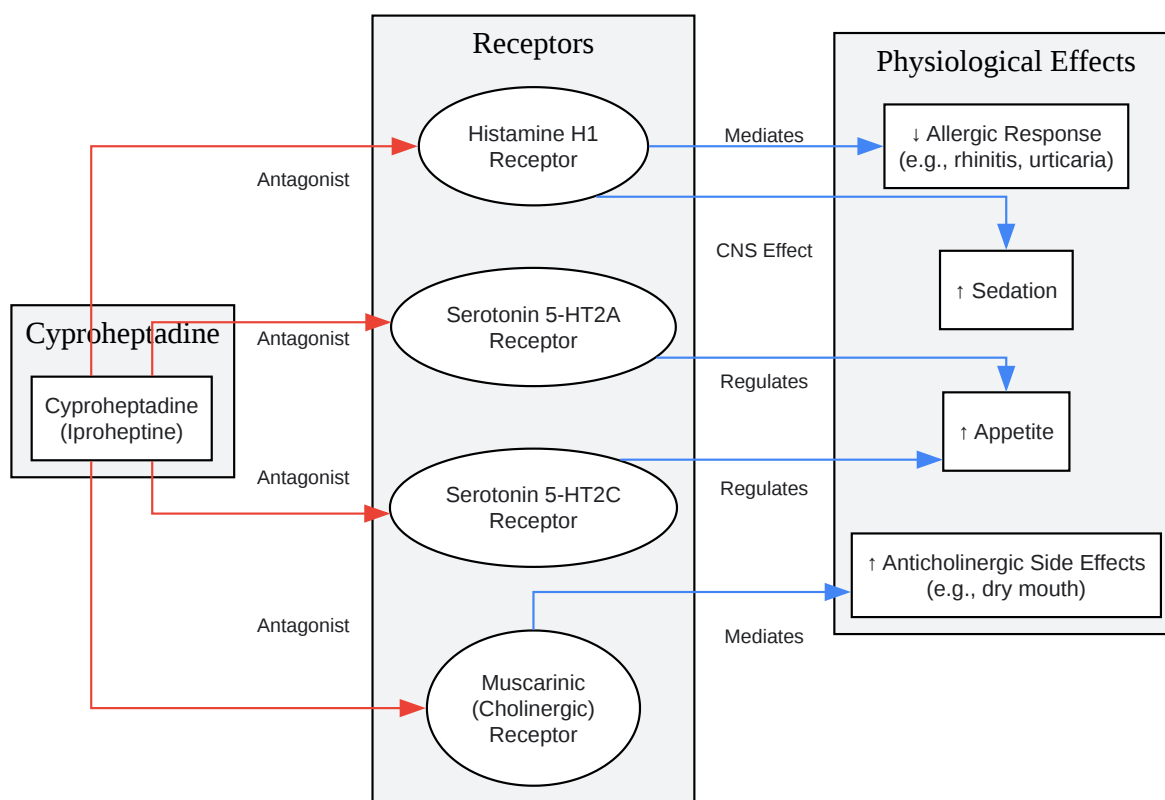 Receptors
Physiological Effects
Histamine H1
Receptor
Mediates
↓ Allergic Response
(e.g., rhinitis, urticaria)
Antagonist
CNS Effect
↑ Sedation
Cyproheptadine
Serotonin 5-HT2A
Receptor
Antagonist
Regulates
Cyproheptadine
(Iproheptine)
↑ Appetite
Antagonist
Serotonin 5-HT2C
Receptor
Regulates
↑ Anticholinergic Side Effects
(e.g., dry mouth)
Antagonist
Mediates
Muscarinic
(Cholinergic)
Receptor